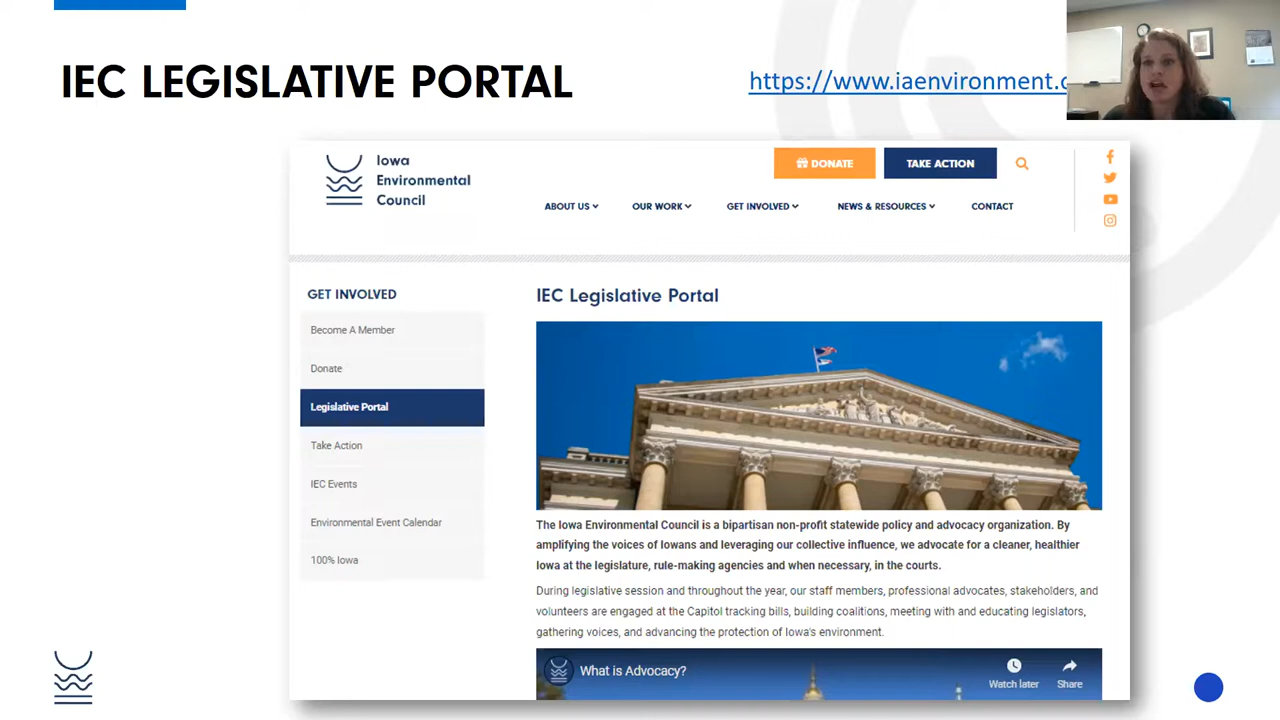 IEC LEGISLATIVE PORTAL
https://www.iaenvironment.
Iowa
Environmental
Council
DONATE
TAKE ACTION
ABOUT US
OUR WORK
GET INVOLVED
NEWS & RESOURCES
CONTACT
GET INVOLVED
Become A Member
Donate
Legislative Portal
Take Action
IEC Events
Environmental Event Calendar
100% Iowa
IEC Legislative Portal
The Iowa Environmental Council is a bipartisan non-profit statewide policy and advocacy organization. By
amplifying the voices of Iowans and leveraging our collective influence, we advocate for a cleaner, healthier
Iowa at the legislature, rule-making agencies and when necessary, in the courts.
During legislative session and throughout the year, our staff members, professional advocates, stakeholders, and
volunteers are engaged at the Capitol tracking bills, building coalitions, meeting with and educating legislators,
gathering voices, and advancing the protection of Iowa's environment.
What is Advocacy?
Watch later
Share